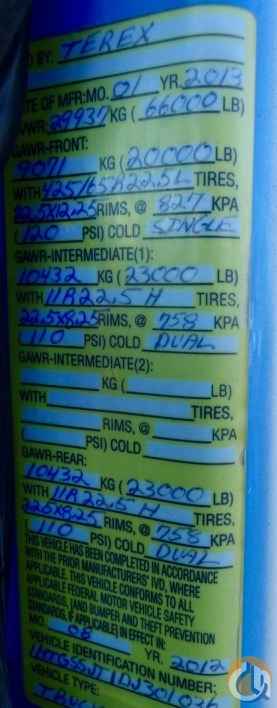 D BY: TEREX
TE OF MFR: MO. 01 YR. 2013
VWR 29937 KG ( 66000 LB)
GAWR-FRONT:
9071 KG ( 20000 LB)
WITH 425/65R22.5L TIRES,
22.5X12.25 RIMS, @ 827 KPA
( 120 PSI) COLD SINGLE
GAWR-INTERMEDIATE(1):
10432 KG ( 23000 LB)
WITH 11R22.5 H TIRES,
22.5X8.25 RIMS, @ 758 KPA
( 110 PSI) COLD DUAL
GAWR-INTERMEDIATE(2):
KG ( LB)
WITH TIRES,
RIMS, @ KPA
( PSI) COLD
GAWR-REAR:
10432 KG ( 23000 LB)
WITH 11R22.5 H TIRES,
22.5X8.25 RIMS, @ 758 KPA
( 110 PSI) COLD DUAL
THIS VEHICLE HAS BEEN COMPLETED IN ACCORDANCE
WITH THE PRIOR MANUFACTURERS' IVD, WHERE
APPLICABLE. THIS VEHICLE CONFORMS TO ALL
APPLICABLE FEDERAL MOTOR VEHICLE SAFETY
STANDARDS, [AND BUMPER AND THEFT PREVENTION
STANDARDS, IF APPLICABLE] IN EFFECT IN:
MO. 08 YR. 2012
VEHICLE IDENTIFICATION NUMBER:
VEHICLE TYPE: